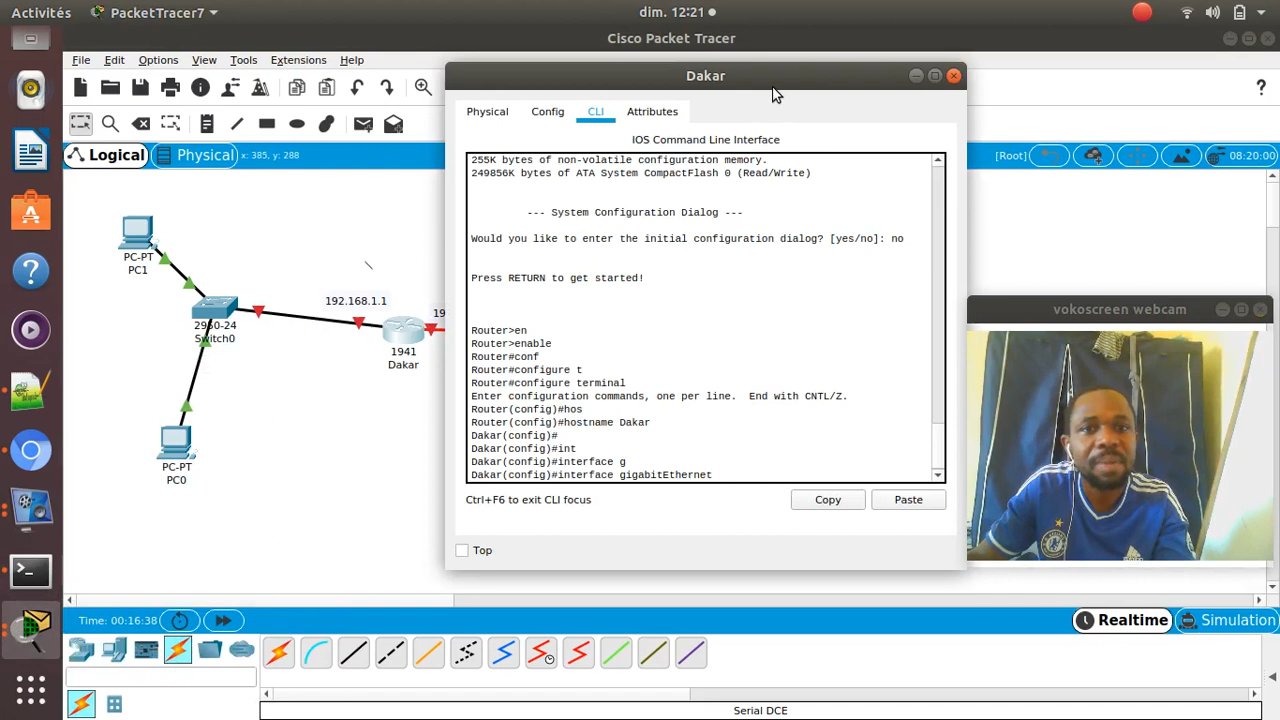 Activités
PacketTracer7
dim. 12:21
Cisco Packet Tracer
File Edit Options View Tools Extensions Help
Logical
Physical
x: 385, y: 288
[Root]
08:20:00
PC-PT
PC1
2950-24
Switch0
192.168.1.1
19
1941
Dakar
PC-PT
PC0
Dakar
Physical Config CLI Attributes
IOS Command Line Interface
255K bytes of non-volatile configuration memory.
249856K bytes of ATA System CompactFlash 0 (Read/Write)
--- System Configuration Dialog ---
Would you like to enter the initial configuration dialog? [yes/no]: no
Press RETURN to get started!
Router>en
Router>enable
Router#conf
Router#configure t
Router#configure terminal
Enter configuration commands, one per line.  End with CNTL/Z.
Router(config)#hos
Router(config)#hostname Dakar
Dakar(config)#
Dakar(config)#int
Dakar(config)#interface g
Dakar(config)#interface gigabitEthernet
Ctrl+F6 to exit CLI focus
Copy
Paste
Top
vokoscreen webcam
Time: 00:16:38
Realtime
Simulation
Serial DCE